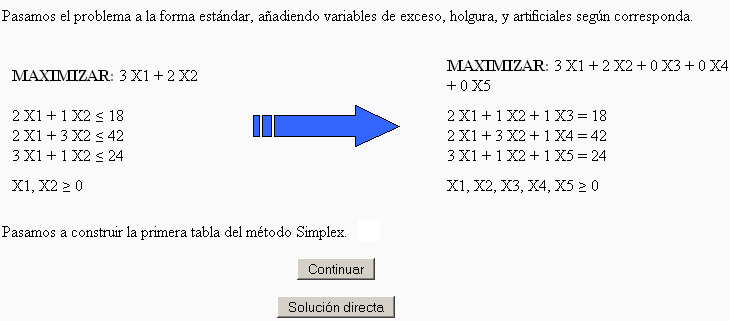 Pasamos el problema a la forma estándar, añadiendo variables de exceso, holgura, y artificiales según corresponda.
MAXIMIZAR: 3 X1 + 2 X2
2 X1 + 1 X2 ≤ 18
2 X1 + 3 X2 ≤ 42
3 X1 + 1 X2 ≤ 24
X1, X2 ≥ 0
MAXIMIZAR: 3 X1 + 2 X2 + 0 X3 + 0 X4
+ 0 X5
2 X1 + 1 X2 + 1 X3 = 18
2 X1 + 3 X2 + 1 X4 = 42
3 X1 + 1 X2 + 1 X5 = 24
X1, X2, X3, X4, X5 ≥ 0
Pasamos a construir la primera tabla del método Simplex.
Continuar
Solución directa